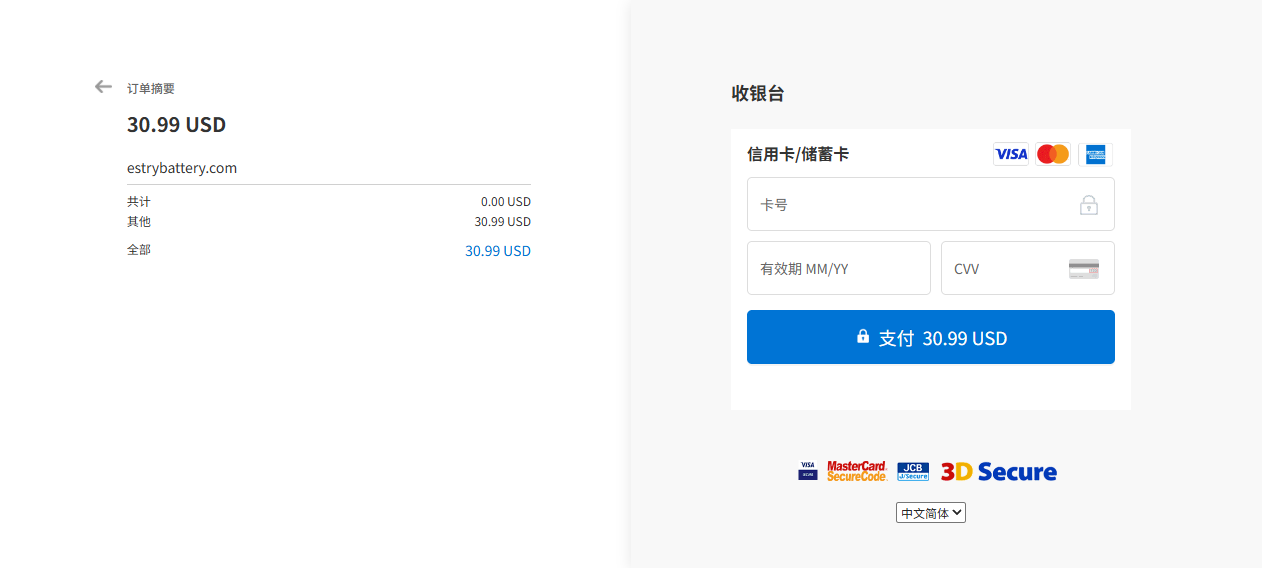 订单摘要
30.99 USD
estrybattery.com
共计 0.00 USD
其他 30.99 USD
全部 30.99 USD
收银台
信用卡/储蓄卡 VISA
卡号
有效期 MM/YY CVV
支付 30.99 USD
VISA SECURE MasterCard SecureCode JCB J/Secure 3D Secure
中文简体